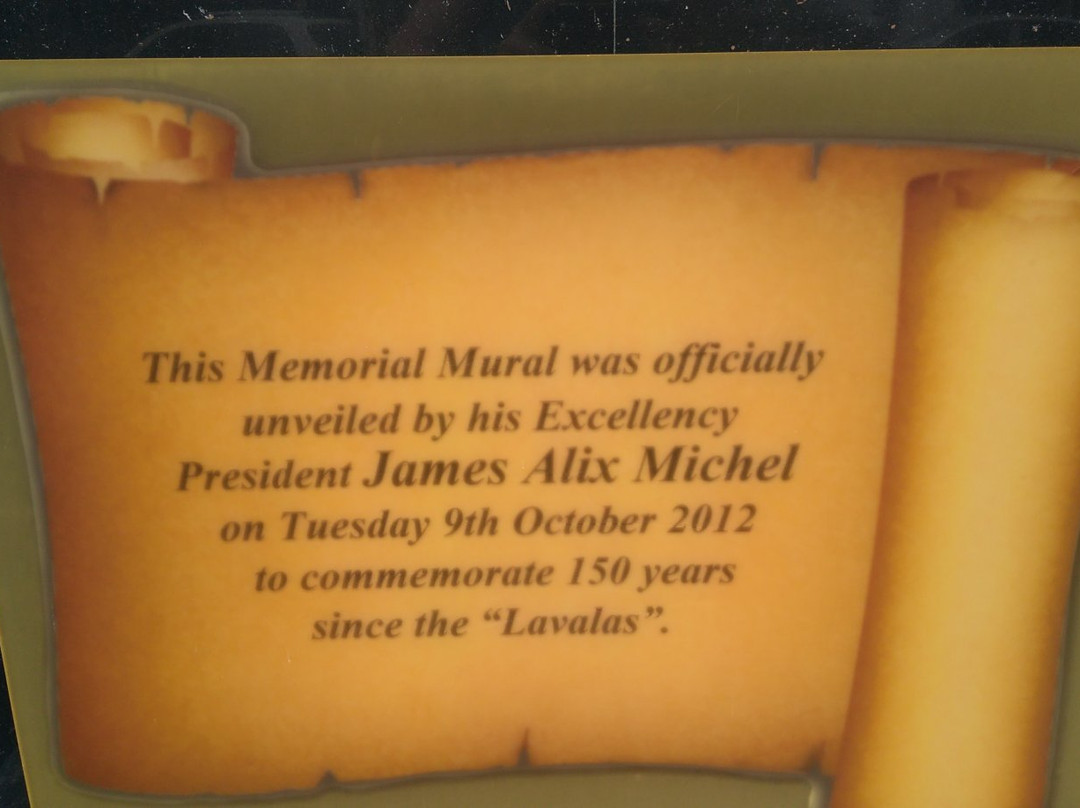 This Memorial Mural was officially
unveiled by his Excellency
President James Alix Michel
on Tuesday 9th October 2012
to commemorate 150 years
since the “Lavalas”.